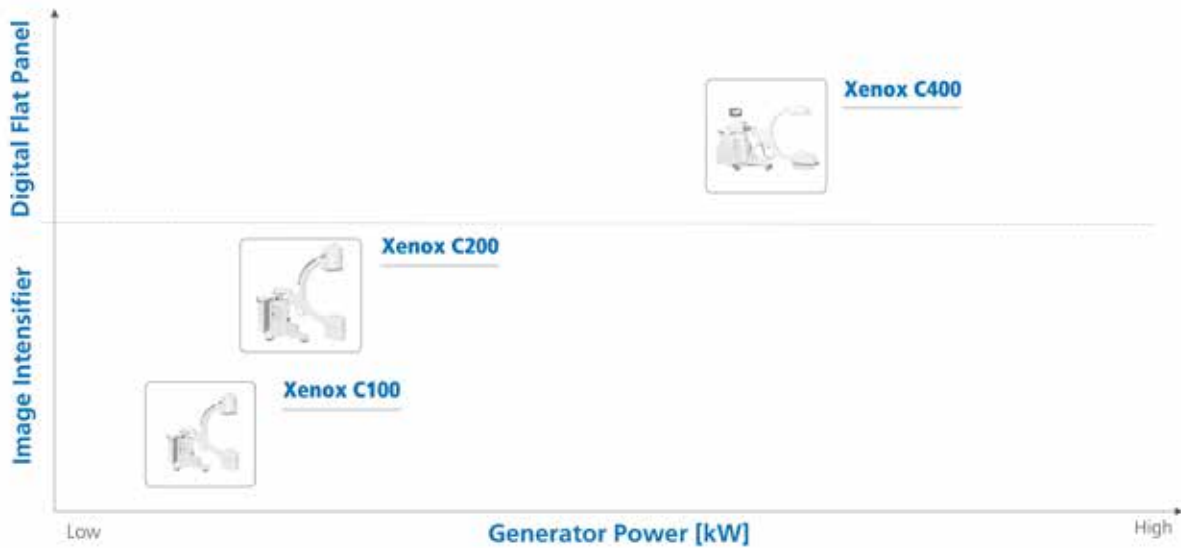 Digital Flat Panel
Xenox C400
Image Intensifier
Xenox C200
Xenox C100
Low
Generator Power [kW]
High